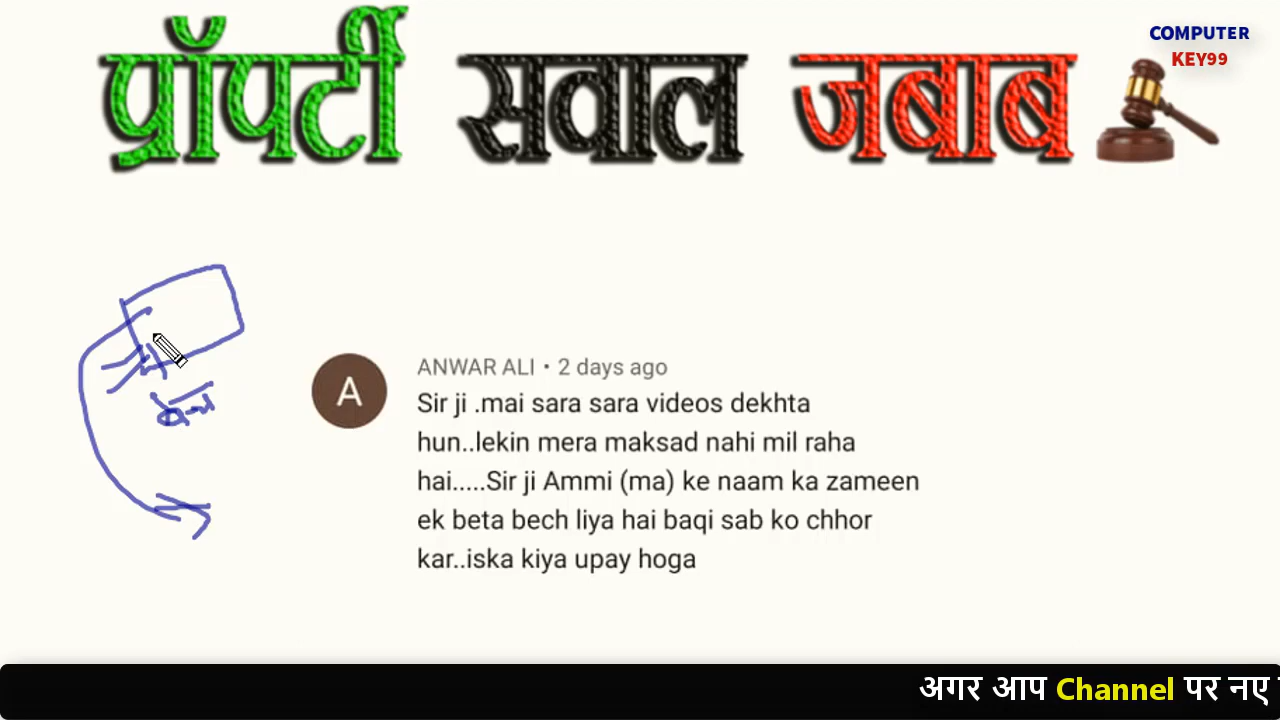 प्रॉपर्टी सवाल जबाब
COMPUTER
KEY99
A
ANWAR ALI • 2 days ago
Sir ji .mai sara sara videos dekhta
hun..lekin mera maksad nahi mil raha
hai.....Sir ji Ammi (ma) ke naam ka zameen
ek beta bech liya hai baqi sab ko chhor
kar..iska kiya upay hoga
अगर आप Channel पर नए